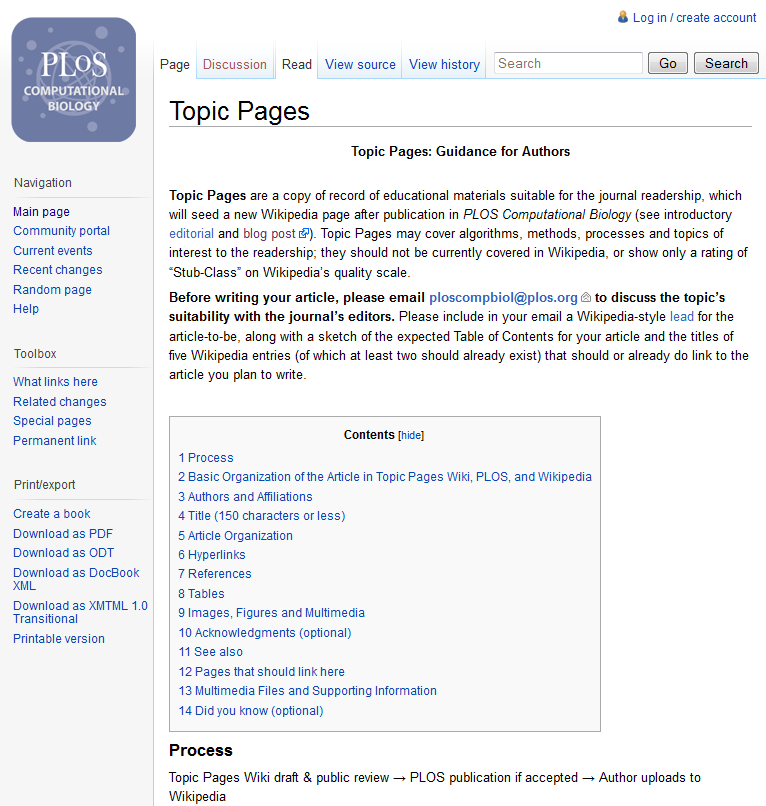 Log in / create account
PLoS
COMPUTATIONAL
BIOLOGY
Page Discussion Read View source View history Search Go Search
Topic Pages
Topic Pages: Guidance for Authors
Topic Pages are a copy of record of educational materials suitable for the journal readership, which
will seed a new Wikipedia page after publication in PLOS Computational Biology (see introductory
editorial and blog post). Topic Pages may cover algorithms, methods, processes and topics of
interest to the readership; they should not be currently covered in Wikipedia, or show only a rating of
“Stub-Class” on Wikipedia’s quality scale.
Before writing your article, please email ploscompbiol@plos.org to discuss the topic’s
suitability with the journal’s editors. Please include in your email a Wikipedia-style lead for the
article-to-be, along with a sketch of the expected Table of Contents for your article and the titles of
five Wikipedia entries (of which at least two should already exist) that should or already do link to the
article you plan to write.
Navigation
Main page
Community portal
Current events
Recent changes
Random page
Help
Toolbox
What links here
Related changes
Special pages
Permanent link
Print/export
Create a book
Download as PDF
Download as ODT
Download as DocBook
XML
Download as XMTML 1.0
Transitional
Printable version
Contents [hide]
1 Process
2 Basic Organization of the Article in Topic Pages Wiki, PLOS, and Wikipedia
3 Authors and Affiliations
4 Title (150 characters or less)
5 Article Organization
6 Hyperlinks
7 References
8 Tables
9 Images, Figures and Multimedia
10 Acknowledgments (optional)
11 See also
12 Pages that should link here
13 Multimedia Files and Supporting Information
14 Did you know (optional)
Process
Topic Pages Wiki draft & public review → PLOS publication if accepted → Author uploads to
Wikipedia